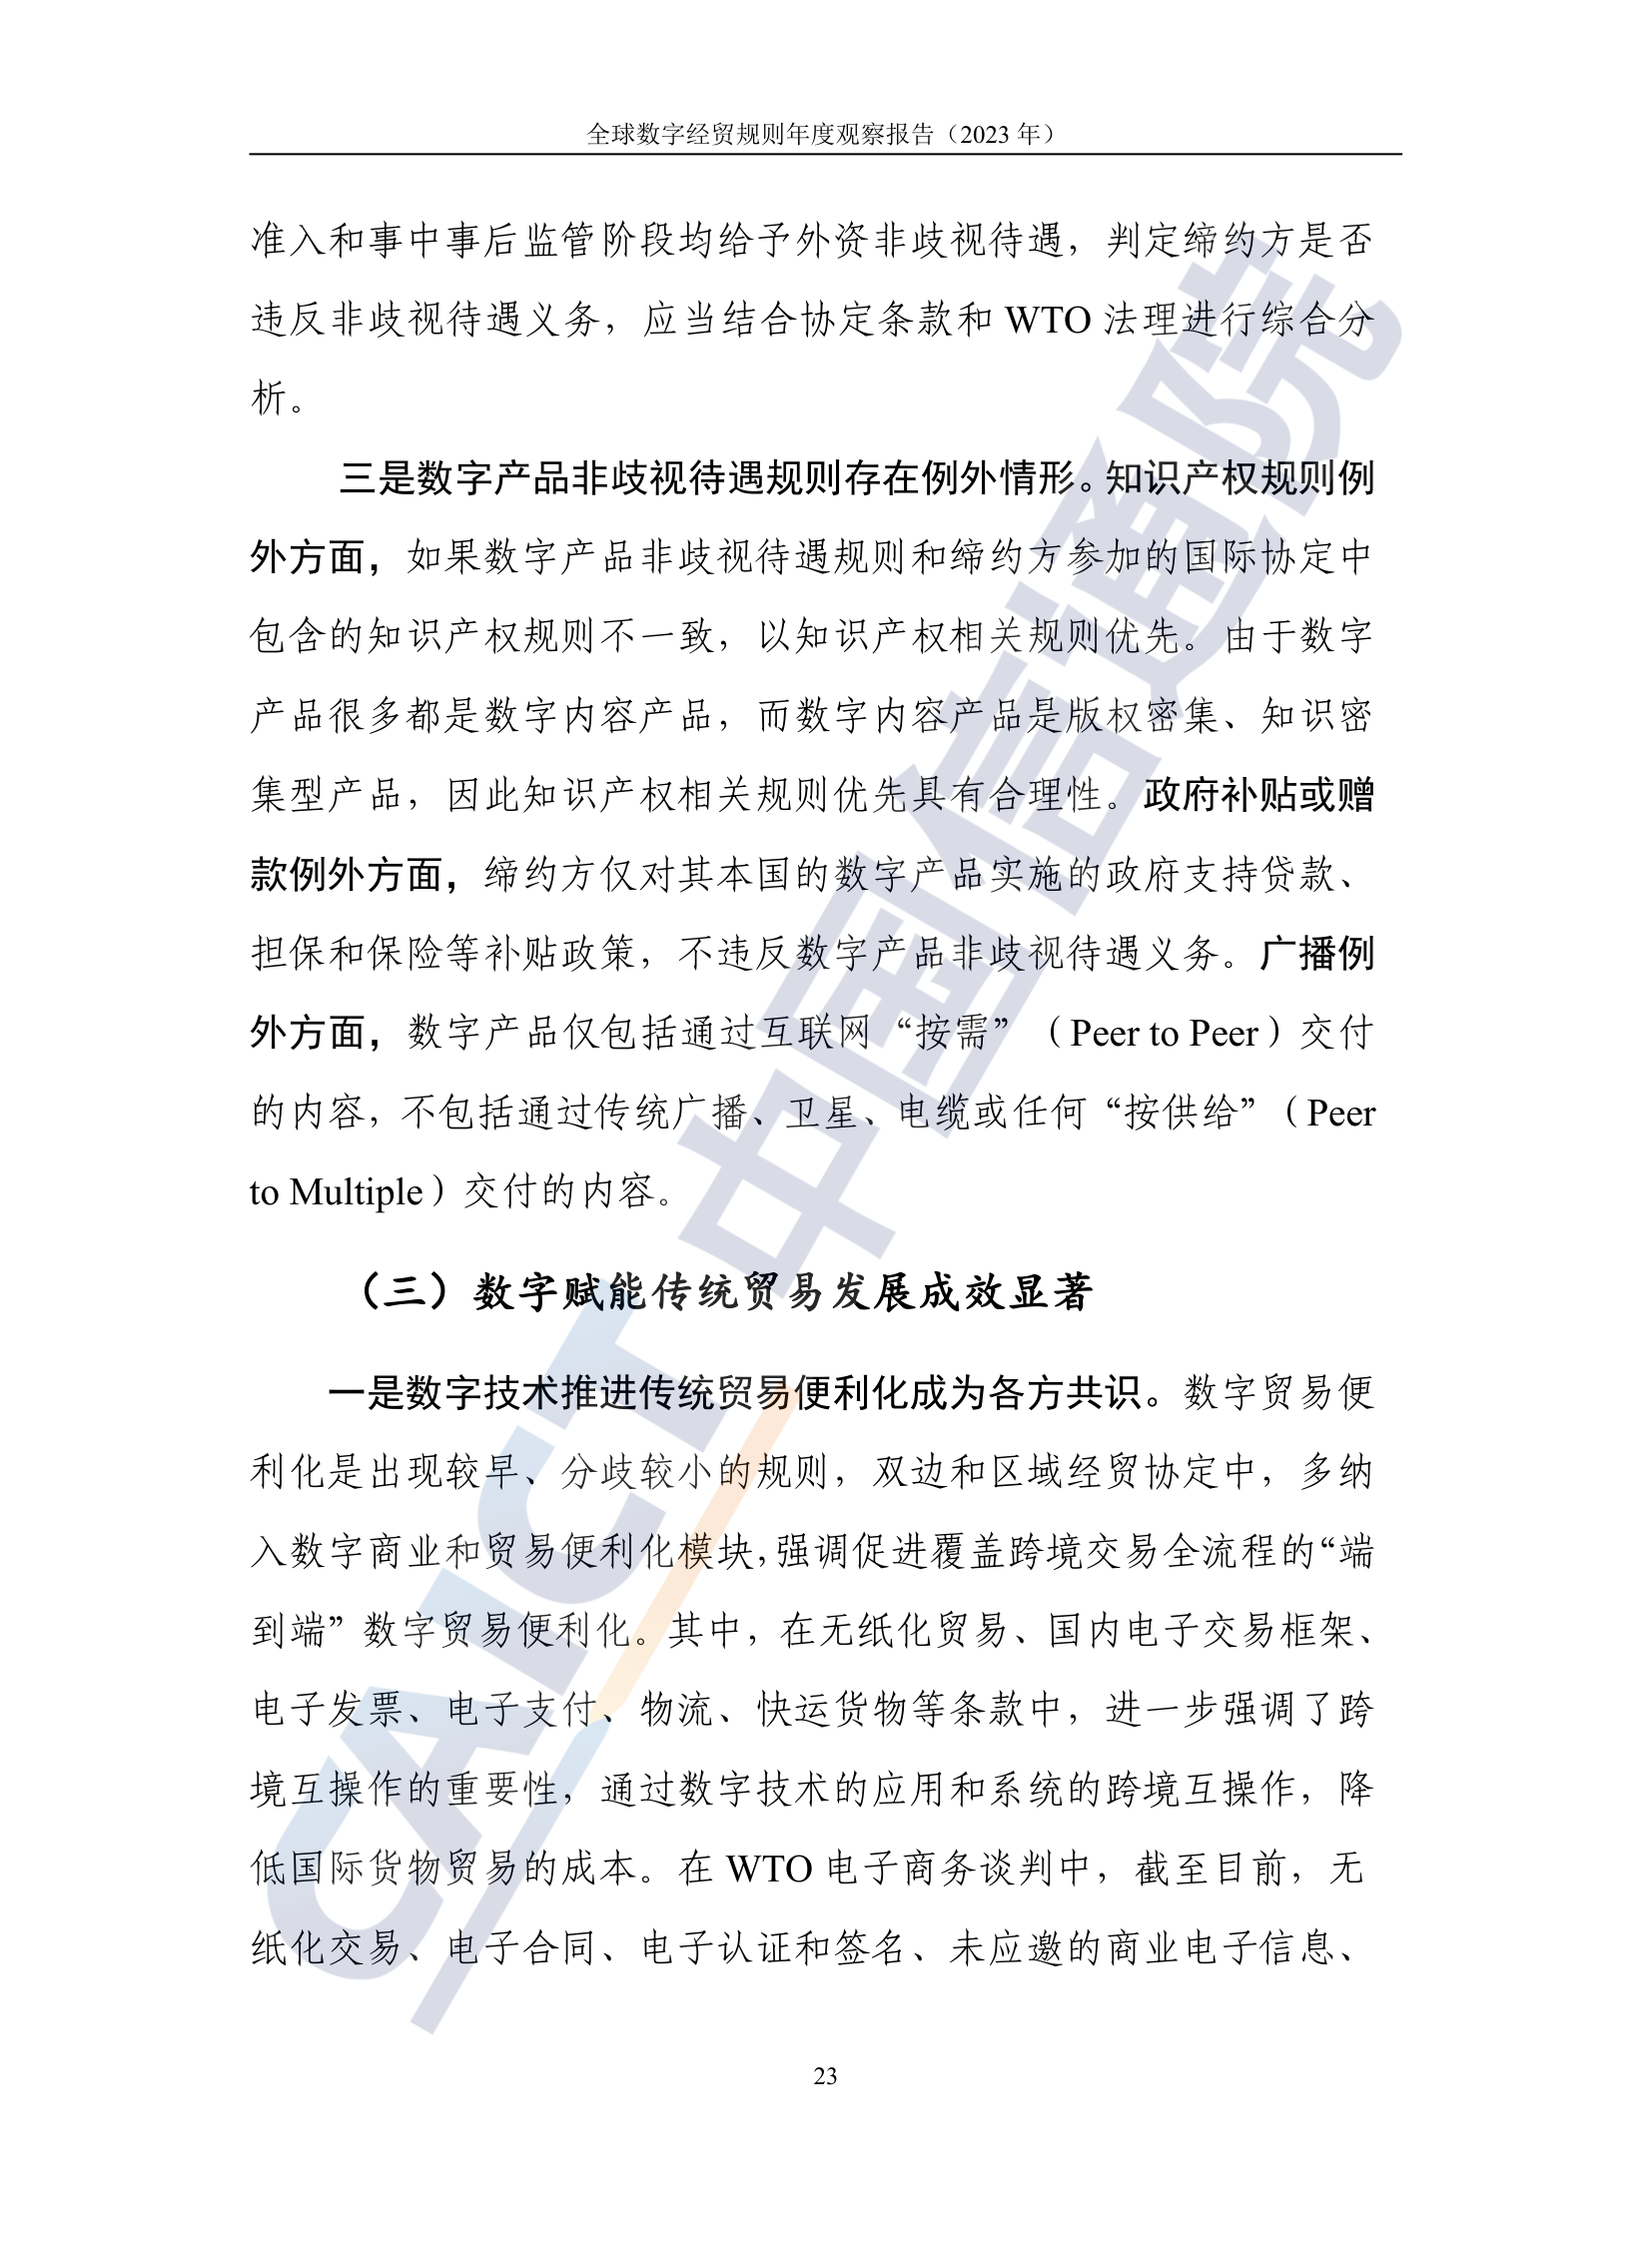 全球数字经贸规则年度观察报告（2023 年）
准入和事中事后监管阶段均给予外资非歧视待遇，判定缔约方是否
违反非歧视待遇义务，应当结合协定条款和 WTO 法理进行综合分
析。
三是数字产品非歧视待遇规则存在例外情形。知识产权规则例
外方面，如果数字产品非歧视待遇规则和缔约方参加的国际协定中
包含的知识产权规则不一致，以知识产权相关规则优先。由于数字
产品很多都是数字内容产品，而数字内容产品是版权密集、知识密
集型产品，因此知识产权相关规则优先具有合理性。政府补贴或赠
款例外方面，缔约方仅对其本国的数字产品实施的政府支持贷款、
担保和保险等补贴政策，不违反数字产品非歧视待遇义务。广播例
外方面，数字产品仅包括通过互联网“按需”（Peer to Peer）交付
的内容，不包括通过传统广播、卫星、电缆或任何“按供给”（Peer
to Multiple）交付的内容。
（三）数字赋能传统贸易发展成效显著
一是数字技术推进传统贸易便利化成为各方共识。数字贸易便
利化是出现较早、分歧较小的规则，双边和区域经贸协定中，多纳
入数字商业和贸易便利化模块，强调促进覆盖跨境交易全流程的“端
到端”数字贸易便利化。其中，在无纸化贸易、国内电子交易框架、
电子发票、电子支付、物流、快运货物等条款中，进一步强调了跨
境互操作的重要性，通过数字技术的应用和系统的跨境互操作，降
低国际货物贸易的成本。在 WTO 电子商务谈判中，截至目前，无
纸化交易、电子合同、电子认证和签名、未应邀的商业电子信息、
23
CAICT 中国信通院